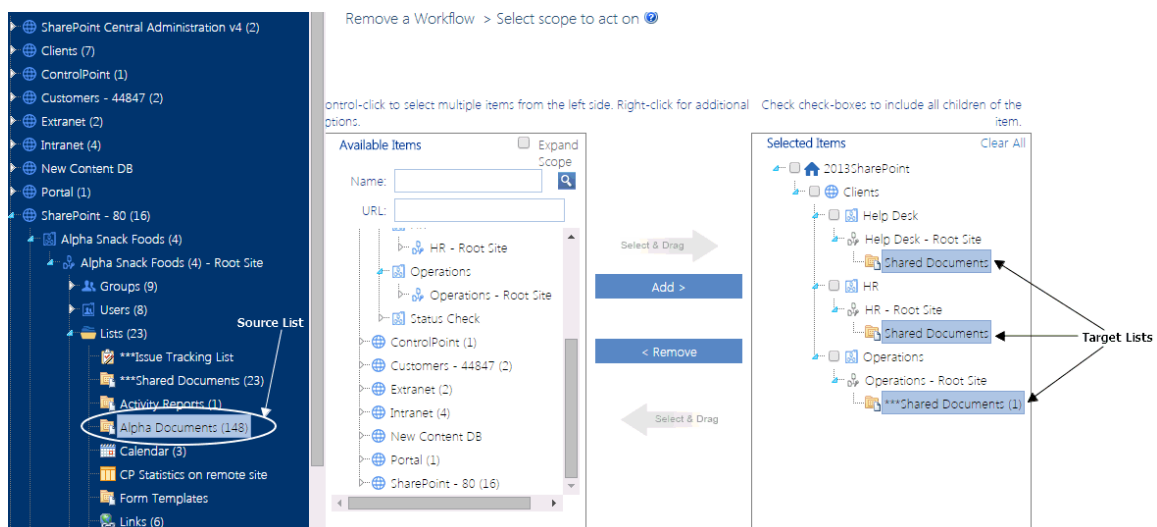 Remove a Workflow > Select scope to act on
SharePoint Central Administration v4 (2)
Clients (7)
ControlPoint (1)
Customers - 44847 (2)
Extranet (2)
Intranet (4)
New Content DB
Portal (1)
SharePoint - 80 (16)
Alpha Snack Foods (4)
Alpha Snack Foods (4) - Root Site
Groups (9)
Users (8)
Source List
Lists (23)
***Issue Tracking List
***Shared Documents (23)
Activity Reports (1)
Alpha Documents (148)
Calendar (3)
CP Statistics on remote site
Form Templates
Links (6)
ontrol-click to select multiple items from the left side. Right-click for additional
ptions.
Available Items
Expand
Scope
Name:
URL:
HR - Root Site
Operations
Operations - Root Site
Status Check
ControlPoint (1)
Customers - 44847 (2)
Extranet (2)
Intranet (4)
New Content DB
Portal (1)
SharePoint - 80 (16)
Select & Drag
Add >
< Remove
Select & Drag
Check check-boxes to include all children of the
item.
Selected Items
Clear All
2013SharePoint
Clients
Help Desk
Help Desk - Root Site
Shared Documents
HR
HR - Root Site
Shared Documents
Target Lists
Operations
Operations - Root Site
***Shared Documents (1)